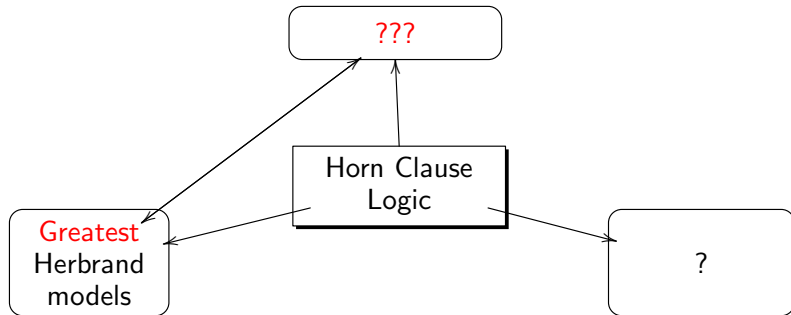 ???
Horn Clause
Logic
Greatest
Herbrand
models
?